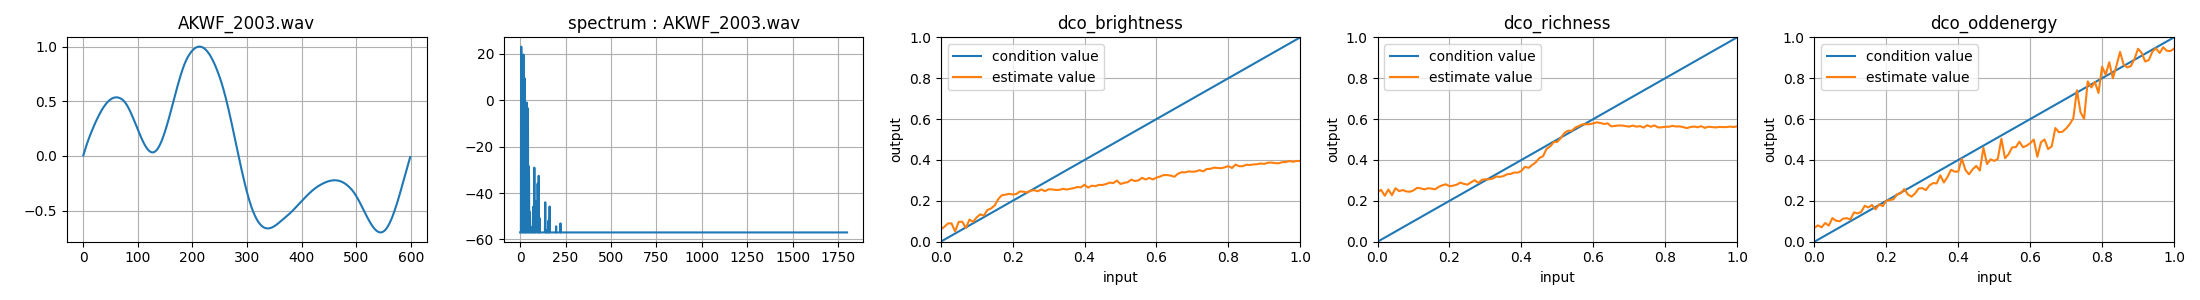 AKWF_2003.wav
1.0
0.5
0.0
−0.5
0 100 200 300 400 500 600
spectrum : AKWF_2003.wav
20
0
−20
−40
−60
0 250 500 750 1000 1250 1500 1750
dco_brightness
condition value
estimate value
output
1.0
0.8
0.6
0.4
0.2
0.0
0.0 0.2 0.4 0.6 0.8 1.0
input
dco_richness
condition value
estimate value
output
1.0
0.8
0.6
0.4
0.2
0.0
0.0 0.2 0.4 0.6 0.8 1.0
input
dco_oddenergy
condition value
estimate value
output
1.0
0.8
0.6
0.4
0.2
0.0
0.0 0.2 0.4 0.6 0.8 1.0
input